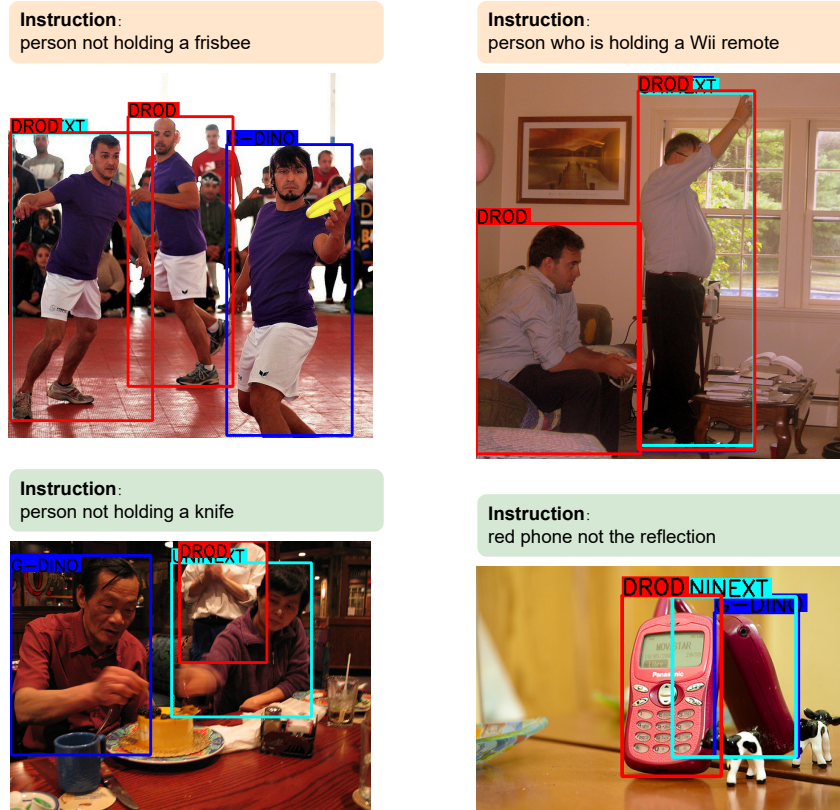 Instruction:
person not holding a frisbee
Instruction:
person who is holding a Wii remote
DROD XT
DROD
G-DINO
DROD XT
DROD
Instruction:
person not holding a knife
Instruction:
red phone not the reflection
G-DINO
UNINEXT
DROD
DROD NINEXT
G-DINO
MOVISTAR
Panasonic